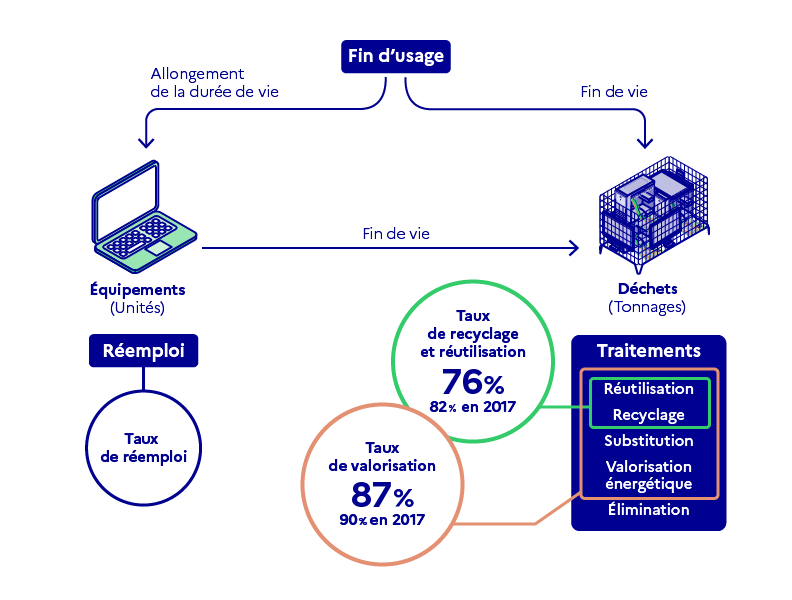 Fin d'usage
Allongement
de la durée de vie
Fin de vie
Fin de vie
Équipements
(Unités)
Déchets
(Tonnages)
Réemploi
Taux
de réemploi
Taux
de recyclage
et réutilisation
76%
82% en 2017
Taux
de valorisation
87%
90% en 2017
Traitements
Réutilisation
Recyclage
Substitution
Valorisation
énergétique
Élimination